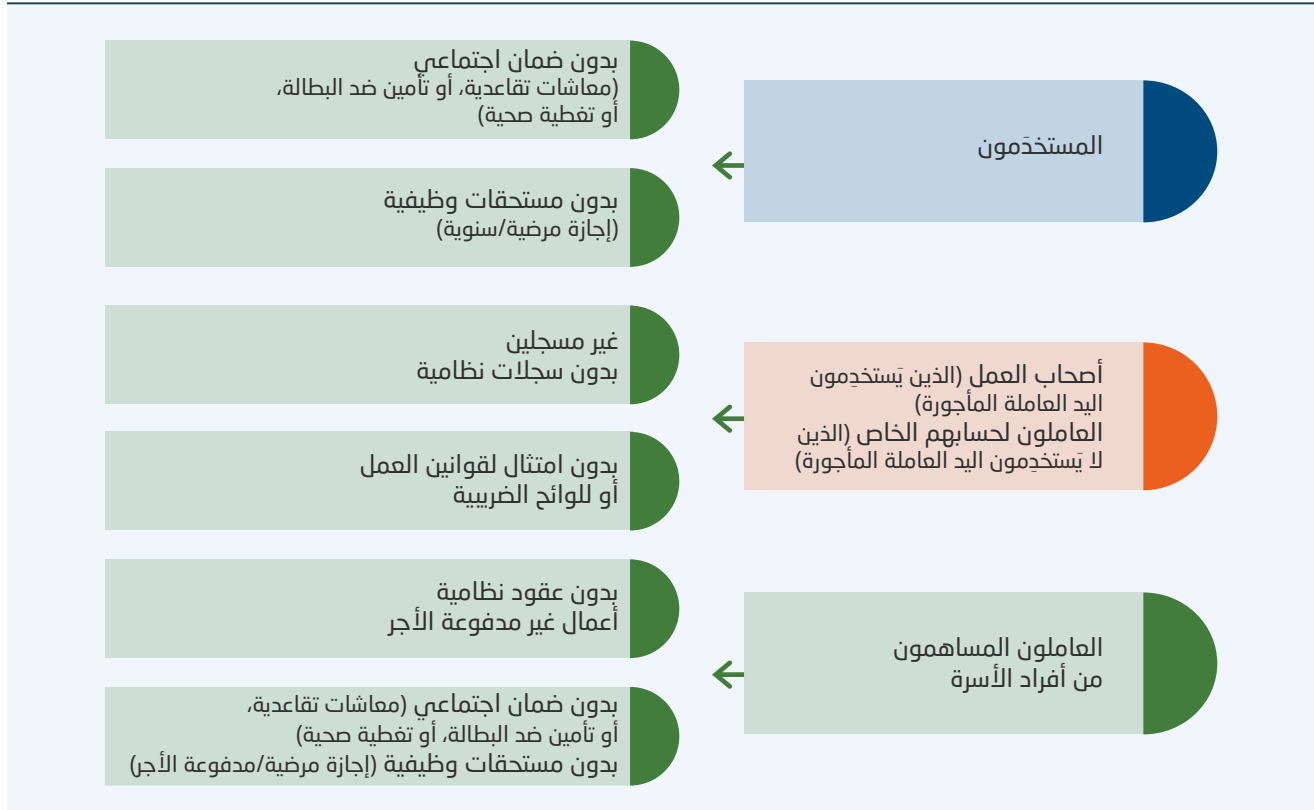 المستخدَمون
بدون ضمان اجتماعي
(معاشات تقاعدية، أو تأمين ضد البطالة،
أو تغطية صحية)
بدون مستحقات وظيفية
(إجازة مرضية/سنوية)
أصحاب العمل (الذين يَستخدِمون
اليد العاملة المأجورة)
العاملون لحسابهم الخاص (الذين
لا يَستخدِمون اليد العاملة المأجورة)
غير مسجلين
بدون سجلات نظامية
بدون امتثال لقوانين العمل
أو للوائح الضريبية
العاملون المساهمون
من أفراد الأسرة
بدون عقود نظامية
أعمال غير مدفوعة الأجر
بدون ضمان اجتماعي (معاشات تقاعدية،
أو تأمين ضد البطالة، أو تغطية صحية)
بدون مستحقات وظيفية (إجازة مرضية/مدفوعة الأجر)